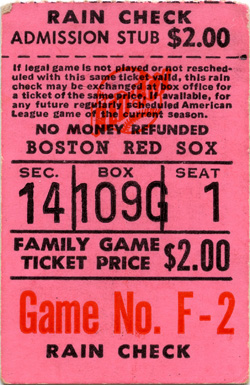 RAIN CHECK
ADMISSION STUB $2.00
If legal game is not played or not resched-
uled with this same ticket valid, this rain
check may be exchanged at box office for
a ticket of the same price, if available, for
any future regularly scheduled American
League game of the current season.
NO MONEY REFUNDED
BOSTON RED SOX
SEC. BOX SEAT
14 109G 1
FAMILY GAME
TICKET PRICE $2.00
Game No. F-2
RAIN CHECK